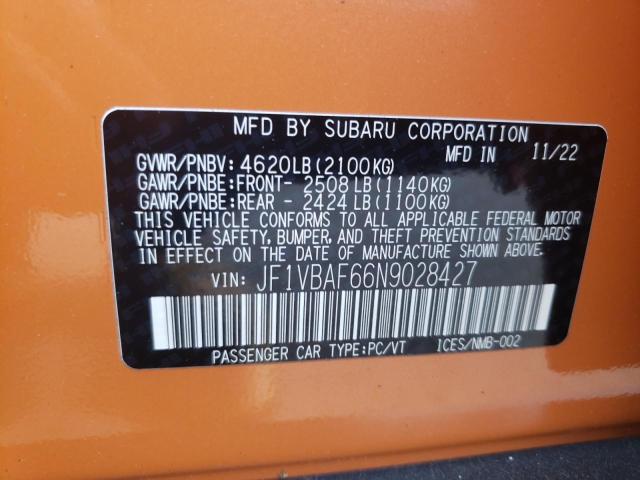 MFD BY SUBARU CORPORATION
GVWR/PNBV: 4620LB(2100KG) MFD IN 11/22
GAWR/PNBE:FRONT- 2508 LB(1140KG)
GAWR/PNBE:REAR - 2424 LB(1100KG)
THIS VEHICLE CONFORMS TO ALL APPLICABLE FEDERAL MOTOR
VEHICLE SAFETY, BUMPER, AND THEFT PREVENTION STANDARDS
IN EFFECT ON THE DATE OF MANUFACTURE SHOWN ABOVE.
VIN: JF1VBAF66N9028427
PASSENGER CAR TYPE:PC/VT ICES/NMB-002